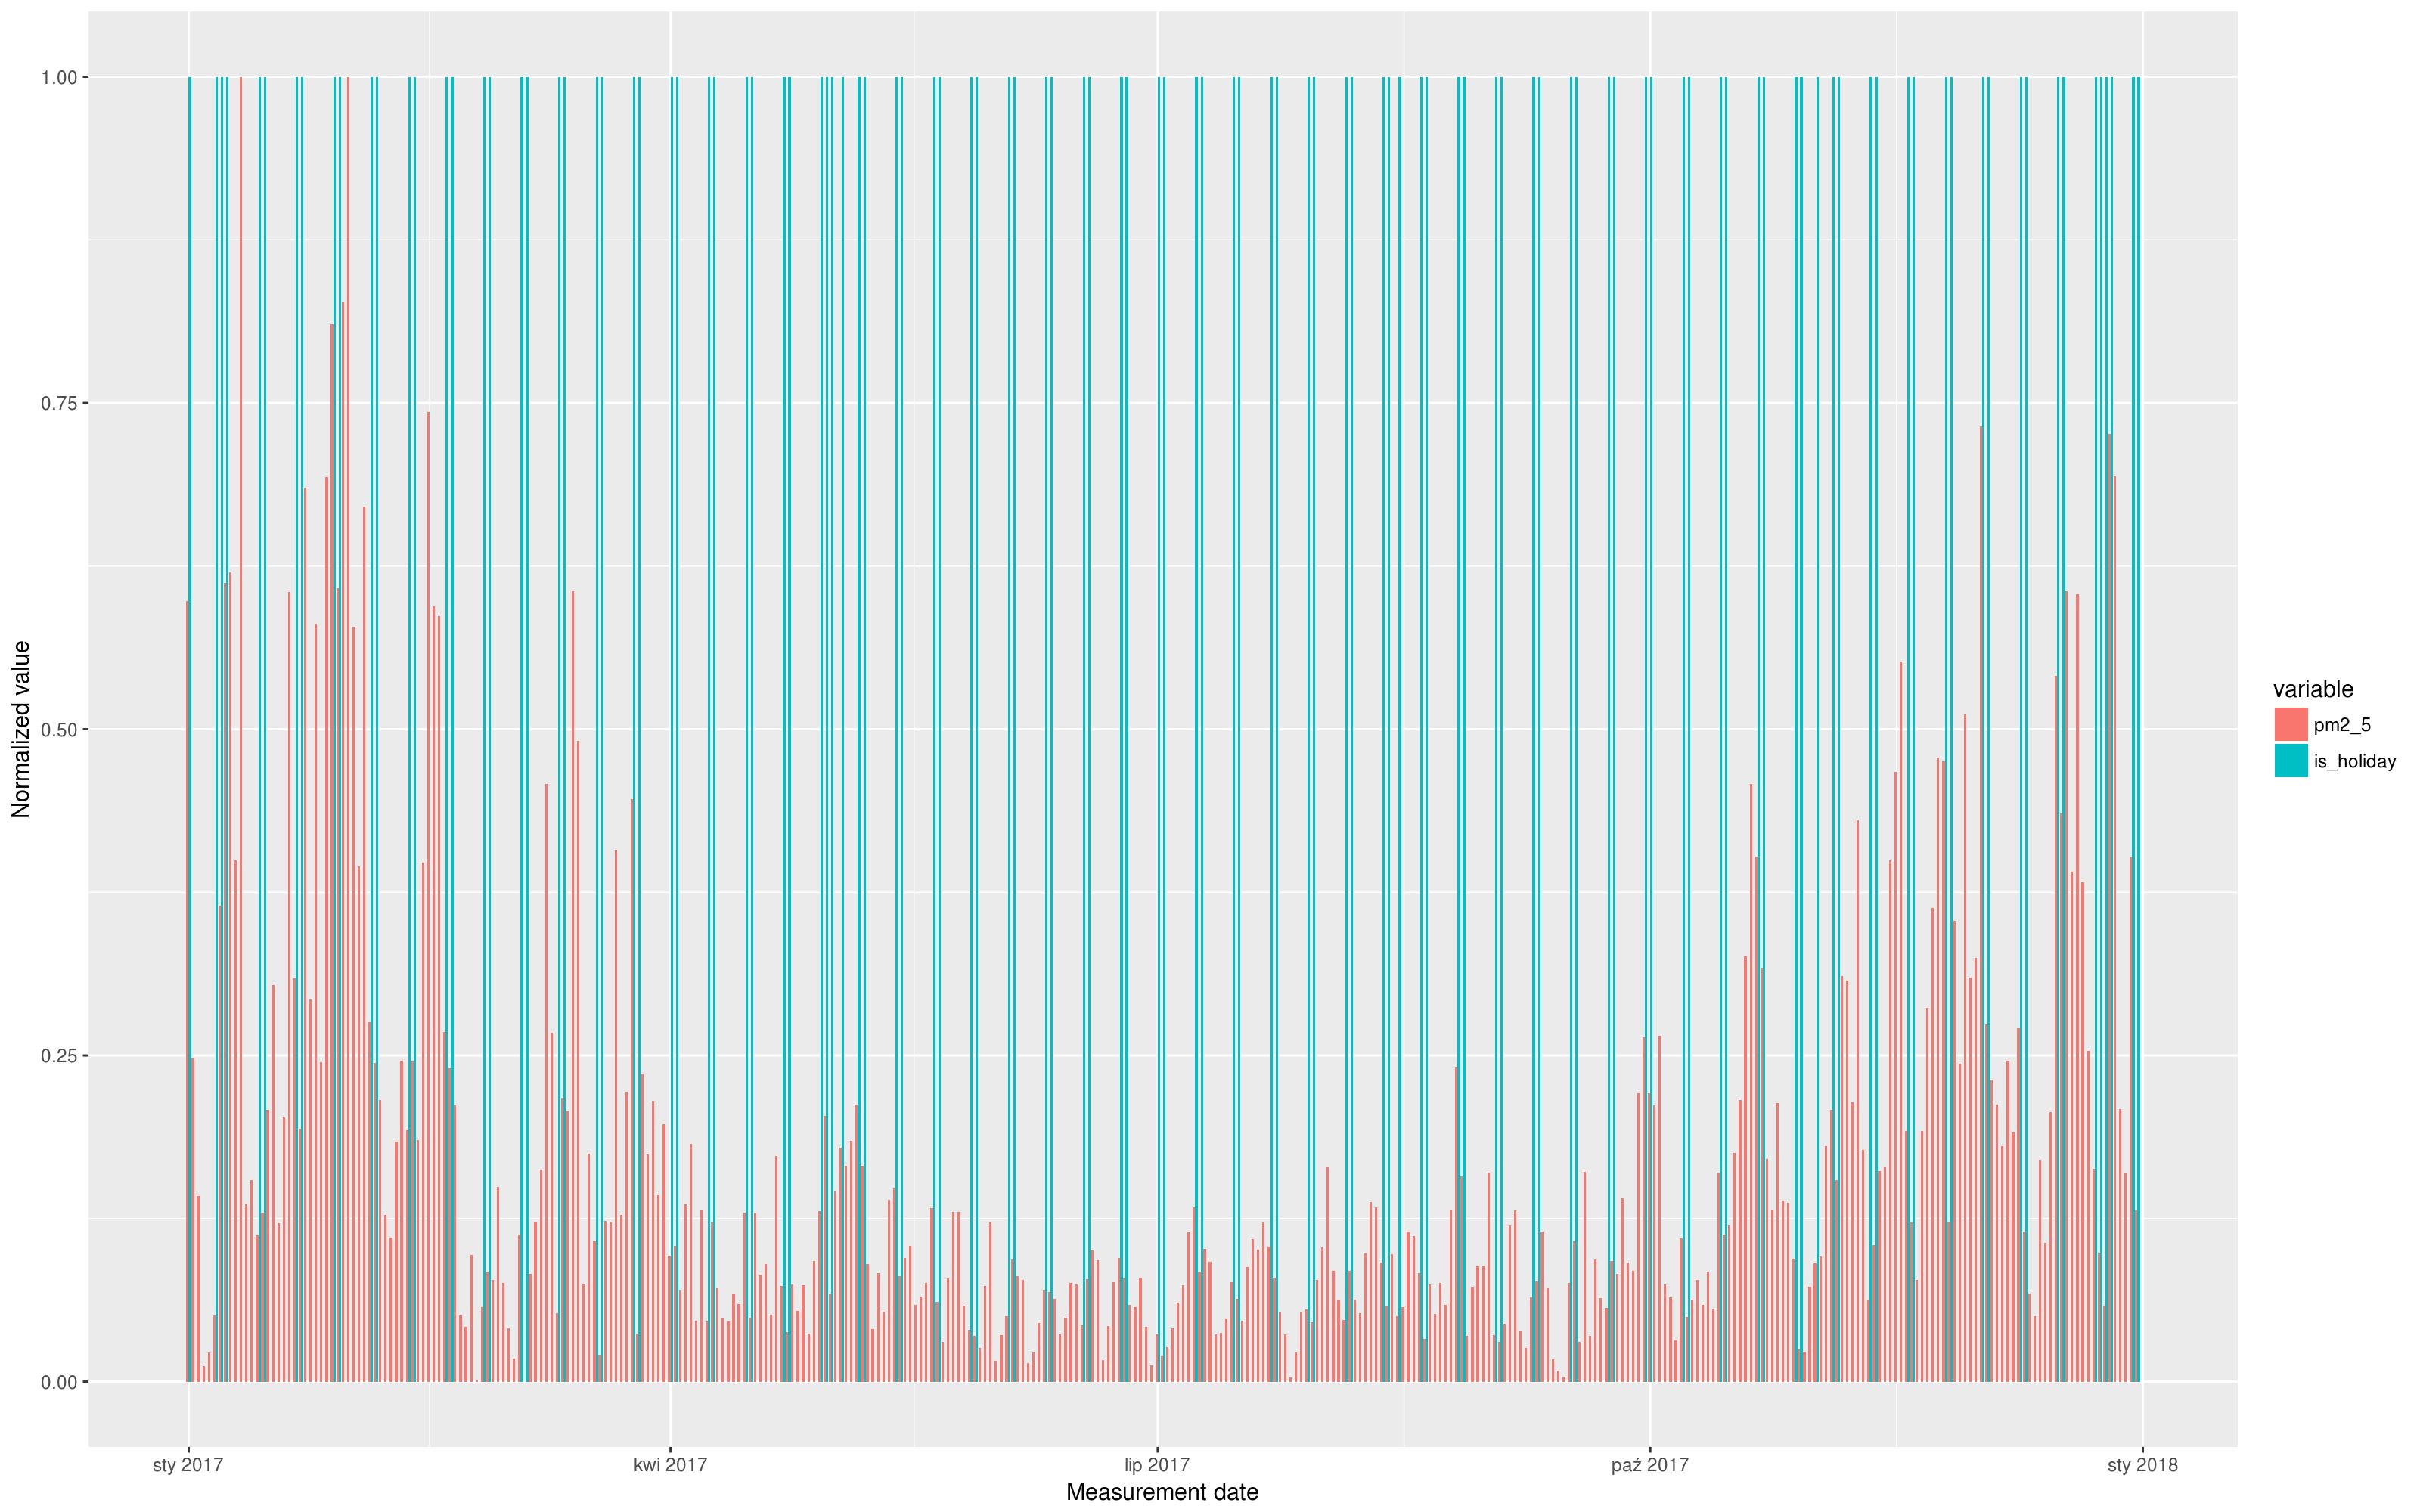 1.00
0.75
0.50
0.25
0.00
Normalized value
sty 2017
kwi 2017
lip 2017
paź 2017
sty 2018
Measurement date
variable
pm2_5
is_holiday